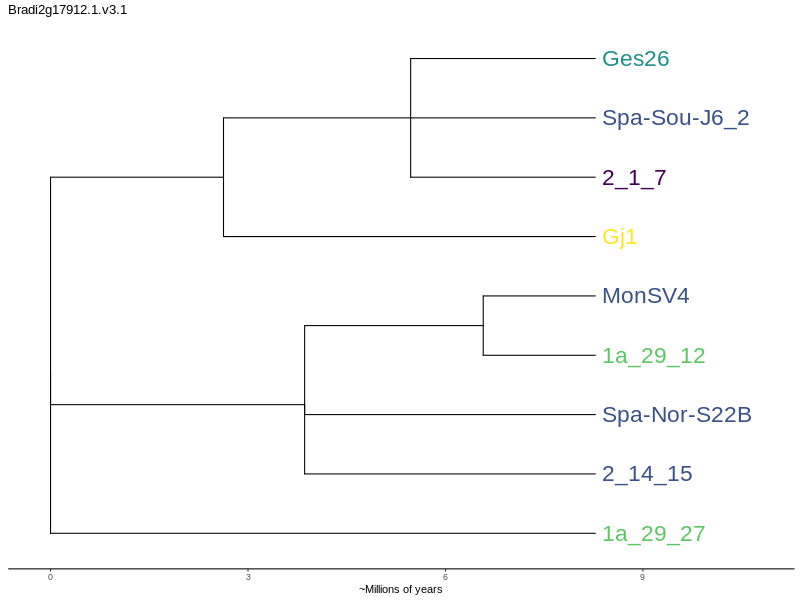 Bradi2g17912.1.v3.1
Ges26
Spa-Sou-J6_2
2_1_7
Gj1
MonSV4
1a_29_12
Spa-Nor-S22B
2_14_15
1a_29_27
0 3 6 9
~Millions of years